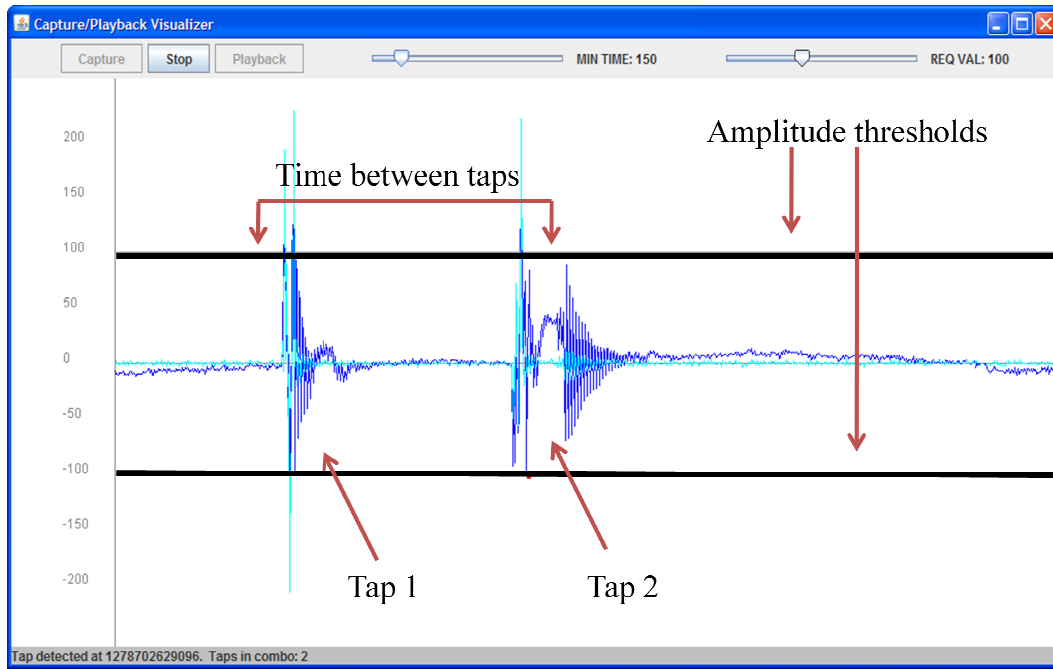 Capture/Playback Visualizer
Capture Stop Playback MIN TIME: 150 REQ VAL: 100
Amplitude thresholds
Time between taps
200
150
100
50
0
-50
-100
-150
-200
Tap 1 Tap 2
Tap detected at 1278702629096. Taps in combo: 2